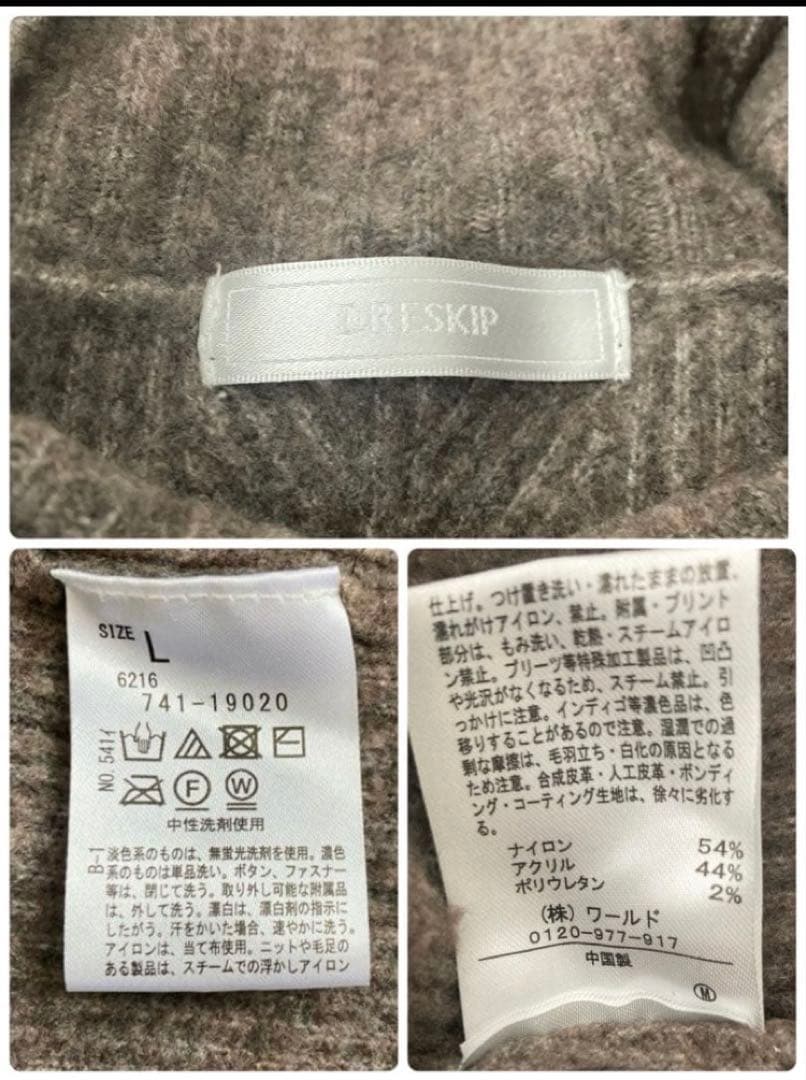 DRESKIP
SIZE L
6216
741-19020
NO. 541イ
F
W
中性洗剤使用
B-1
淡色系のものは、無蛍光洗剤を使用。濃色
系のものは単品洗い。ボタン、ファスナー
等は、閉じて洗う。取り外し可能な附属品
は、外して洗う。漂白は、漂白剤の指示に
したがう。汗をかいた場合、速やかに洗う。
アイロンは、当て布使用。ニットや毛足の
ある製品は、スチームでの浮かしアイロン
仕上げ。つけ置き洗い・濡れたままの放置、
濡れがけアイロン、禁止。附属・プリント
部分は、もみ洗い、乾熱・スチームアイロ
ン禁止。プリーツ等特殊加工製品は、凹凸
や光沢がなくなるため、スチーム禁止。引
っかけに注意。インディゴ等濃色品は、色
移りすることがあるので注意。湿潤での過
剰な摩擦は、毛羽立ち・白化の原因となる
ため注意。合成皮革・人工皮革・ボンディ
ング・コーティング生地は、徐々に劣化す
る。
ナイロン 54%
アクリル 44%
ポリウレタン 2%
(株)ワールド
0120-977-917
中国製
M